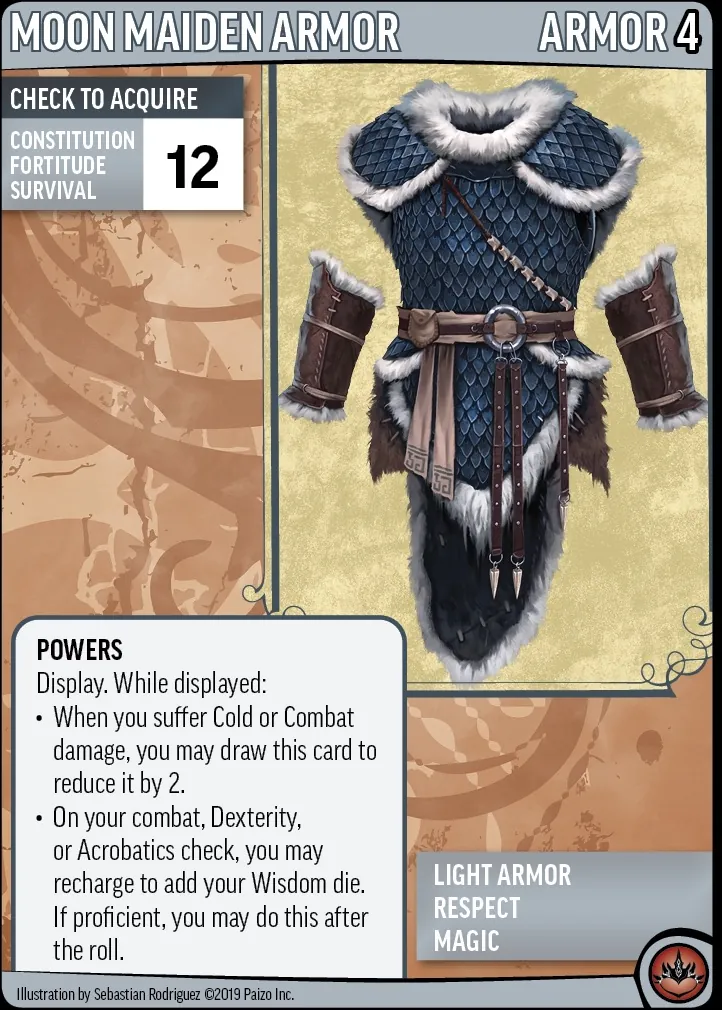 MOON MAIDEN ARMOR
ARMOR 4
CHECK TO ACQUIRE
CONSTITUTION
FORTITUDE
SURVIVAL
12
POWERS
Display. While displayed:
• When you suffer Cold or Combat
damage, you may draw this card to
reduce it by 2.
• On your combat, Dexterity,
or Acrobatics check, you may
recharge to add your Wisdom die.
If proficient, you may do this after
the roll.
LIGHT ARMOR
RESPECT
MAGIC
Illustration by Sebastian Rodriguez ©2019 Paizo Inc.